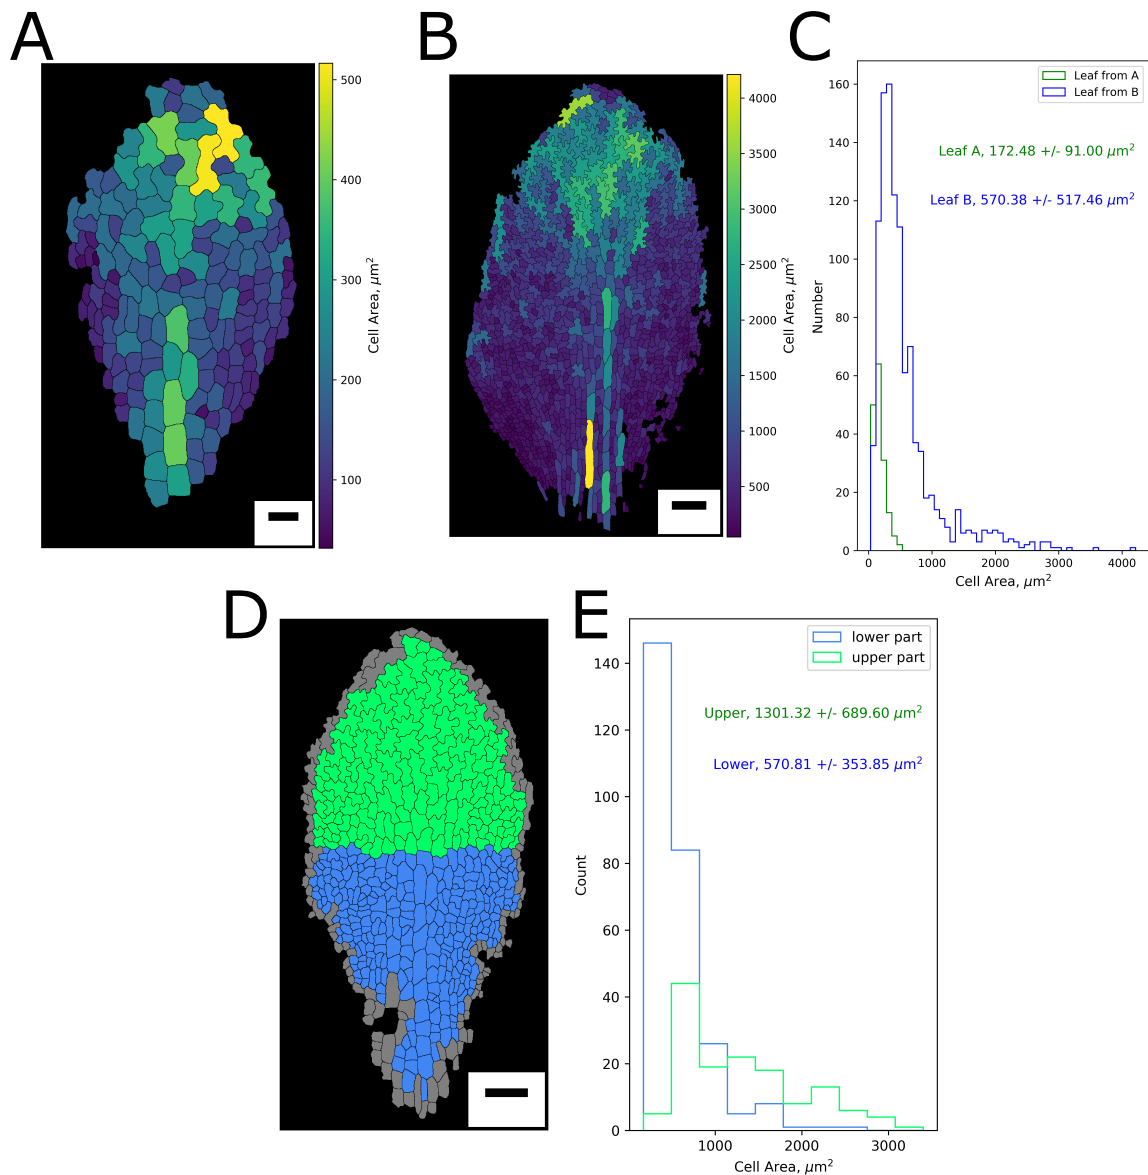 A
B
C
500
400
300
200
100
Cell Area, μm²
4000
3500
3000
2500
2000
1500
1000
500
Cell Area, μm²
Leaf from A
Leaf from B
Leaf A, 172.48 +/- 91.00 μm²
Leaf B, 570.38 +/- 517.46 μm²
160
140
120
100
80
60
40
20
0
Number
0 1000 2000 3000 4000
Cell Area, μm²
D
E
lower part
upper part
Upper, 1301.32 +/- 689.60 μm²
Lower, 570.81 +/- 353.85 μm²
140
120
100
80
60
40
20
0
Count
1000 2000 3000
Cell Area, μm²